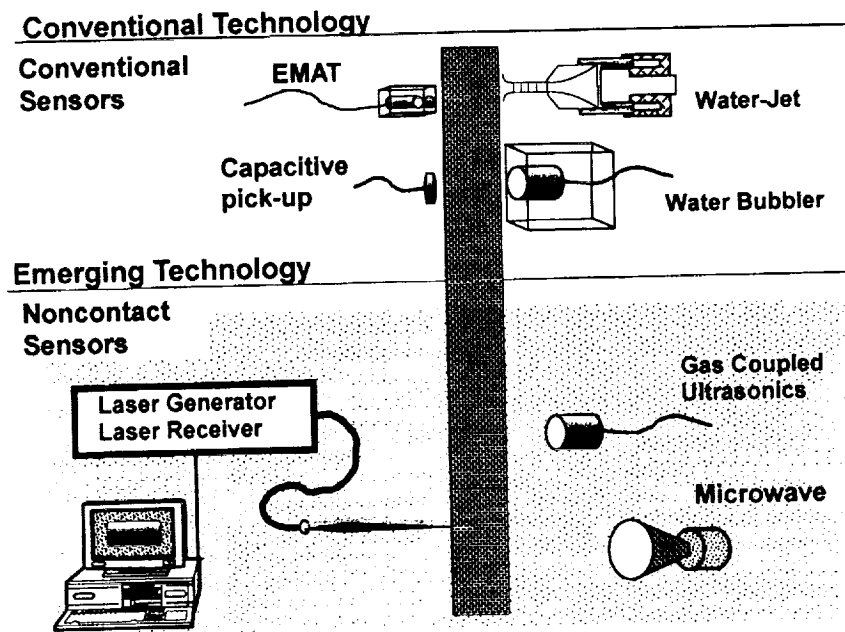 Conventional Technology
Conventional
Sensors
EMAT
Water-Jet
Capacitive
pick-up
Water Bubbler
Emerging Technology
Noncontact
Sensors
Laser Generator
Laser Receiver
Gas Coupled
Ultrasonics
Microwave